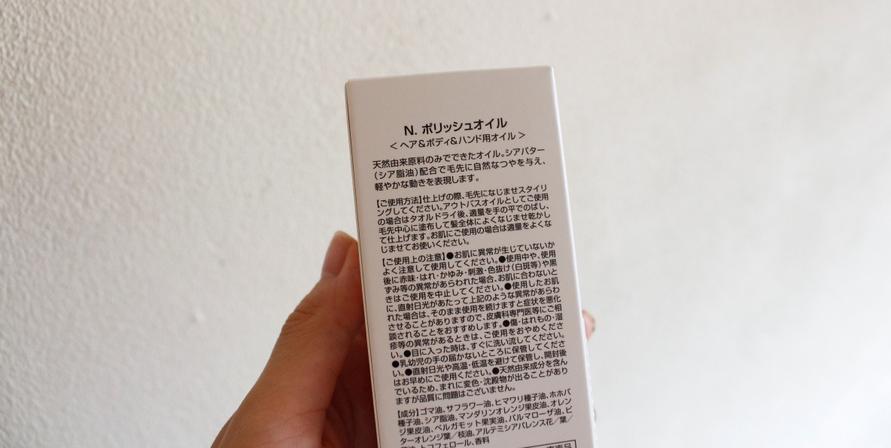 N. ポリッシュオイル
＜ ヘア&ボディ&ハンド用オイル ＞
天然由来原料のみでできたオイル。シアバター
(シア脂油)配合で毛先に自然なつやを与え、
軽やかな動きを表現します。
【ご使用方法】仕上げの際、毛先になじませスタイリ
ングしてください。アウトバスオイルとしてご使用
の場合はタオルドライ後、適量を手の平でのばし、
毛先中心に塗布して髪全体によくなじませ乾かし
て仕上げます。お肌にご使用の場合は適量をよくな
じませてお使いください。
【ご使用上の注意】●お肌に異常が生じていないか
よく注意して使用してください。●使用中や、使用
後に赤味・はれ・かゆみ・刺激・色抜け(白斑等)や黒
ずみ等の異常があらわれた場合、お肌に合わないと
きはご使用を中止してください。●使用したお肌
に、直射日光があたって上記のような異常があらわ
れた場合は、そのまま使用を続けますと症状を悪化
させることがありますので、皮膚科専門医等にご相
談されることをおすすめします。●傷・はれもの・湿
疹等の異常があるときは、ご使用をおやめくださ
い。●目に入った時は、すぐに洗い流してください。
●乳幼児の手の届かないところに保管してくださ
い。●直射日光や高温・低温を避けて保管し、開封後
はお早めにご使用ください。●天然由来成分を含ん
でいるため、まれに変色・沈殿物が出ることがあり
ますが品質に問題はございません。
【成分】ゴマ油、サフラワー油、ヒマワリ種子油、ホホバ
種子油、シア脂油、マンダリンオレンジ果皮油、オレン
ジ果皮油、ベルガモット果実油、パルマローザ油、ビ
ターオレンジ葉／枝油、アルテミシアパレンス花／葉／
トコフェロール、香料